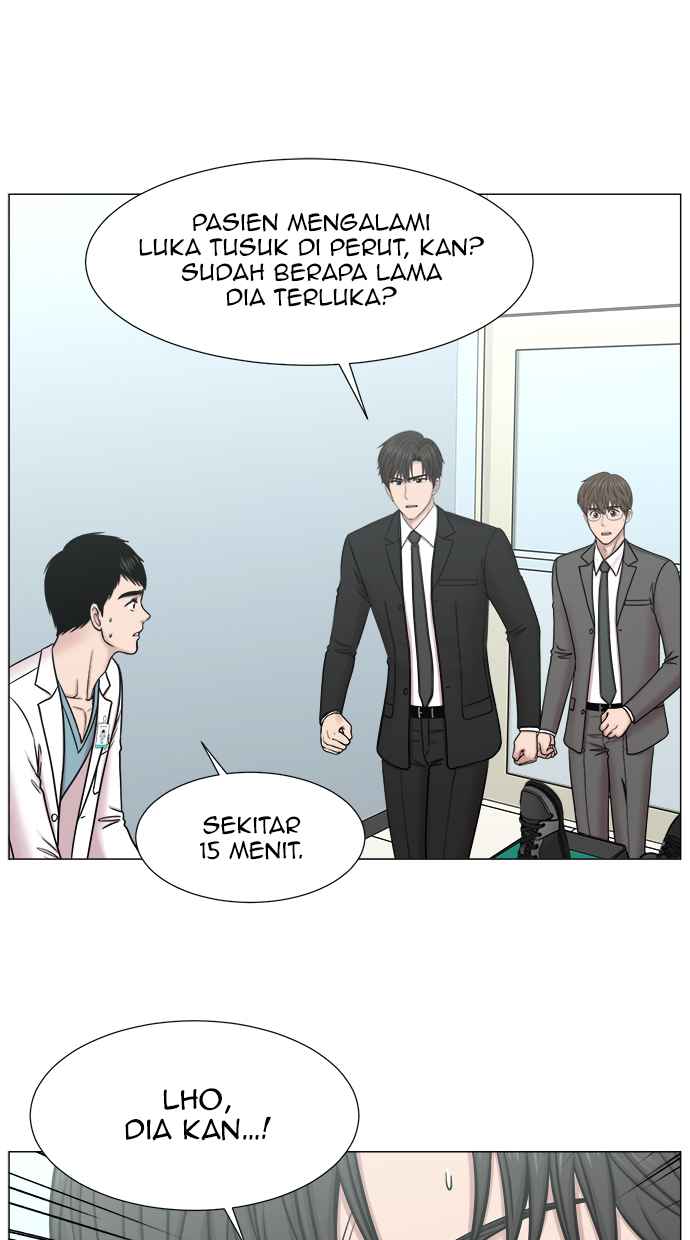 PASIEN MENGALAMI
LUKA TUSUK DI PERUT, KAN?
SUDAH BERAPA LAMA
DIA TERLUKA?
SEKITAR
15 MENIT.
LHO,
DIA KAN...!